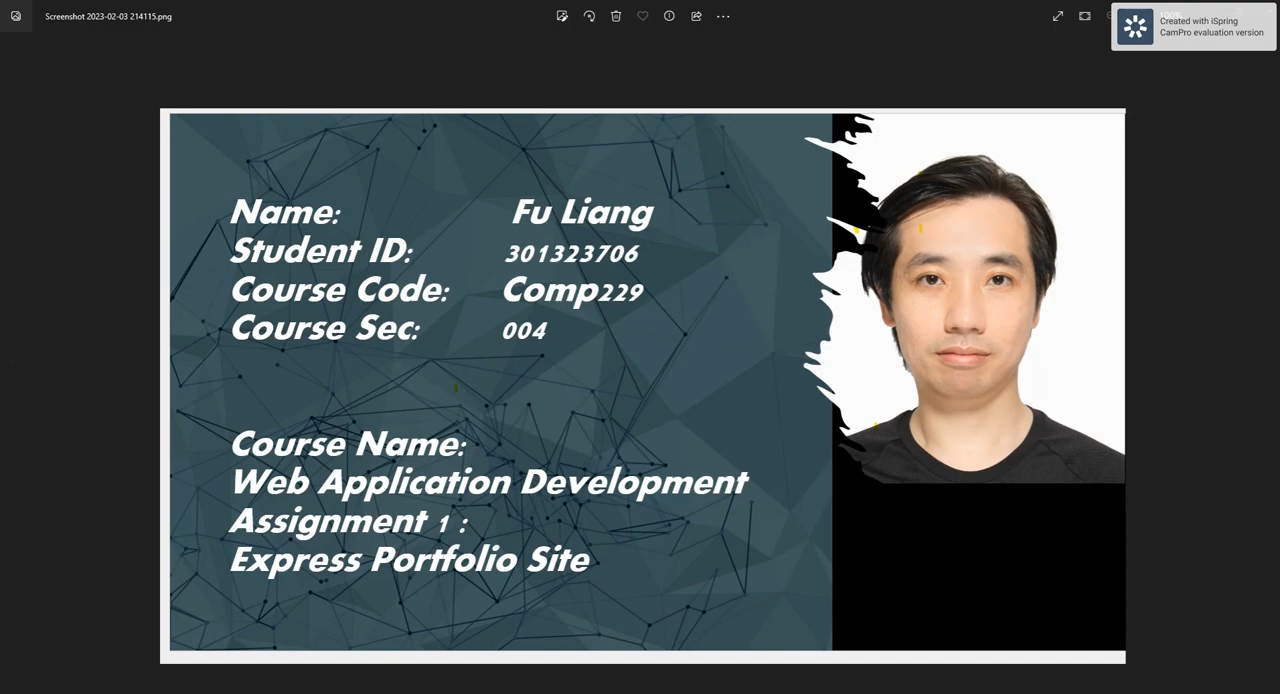 Screenshot 2023-02-03 214115.png
Created with iSpring
CamPro evaluation version
Name: Fu Liang
Student ID: 301323706
Course Code: Comp229
Course Sec: 004
Course Name:
Web Application Development
Assignment 1 :
Express Portfolio Site